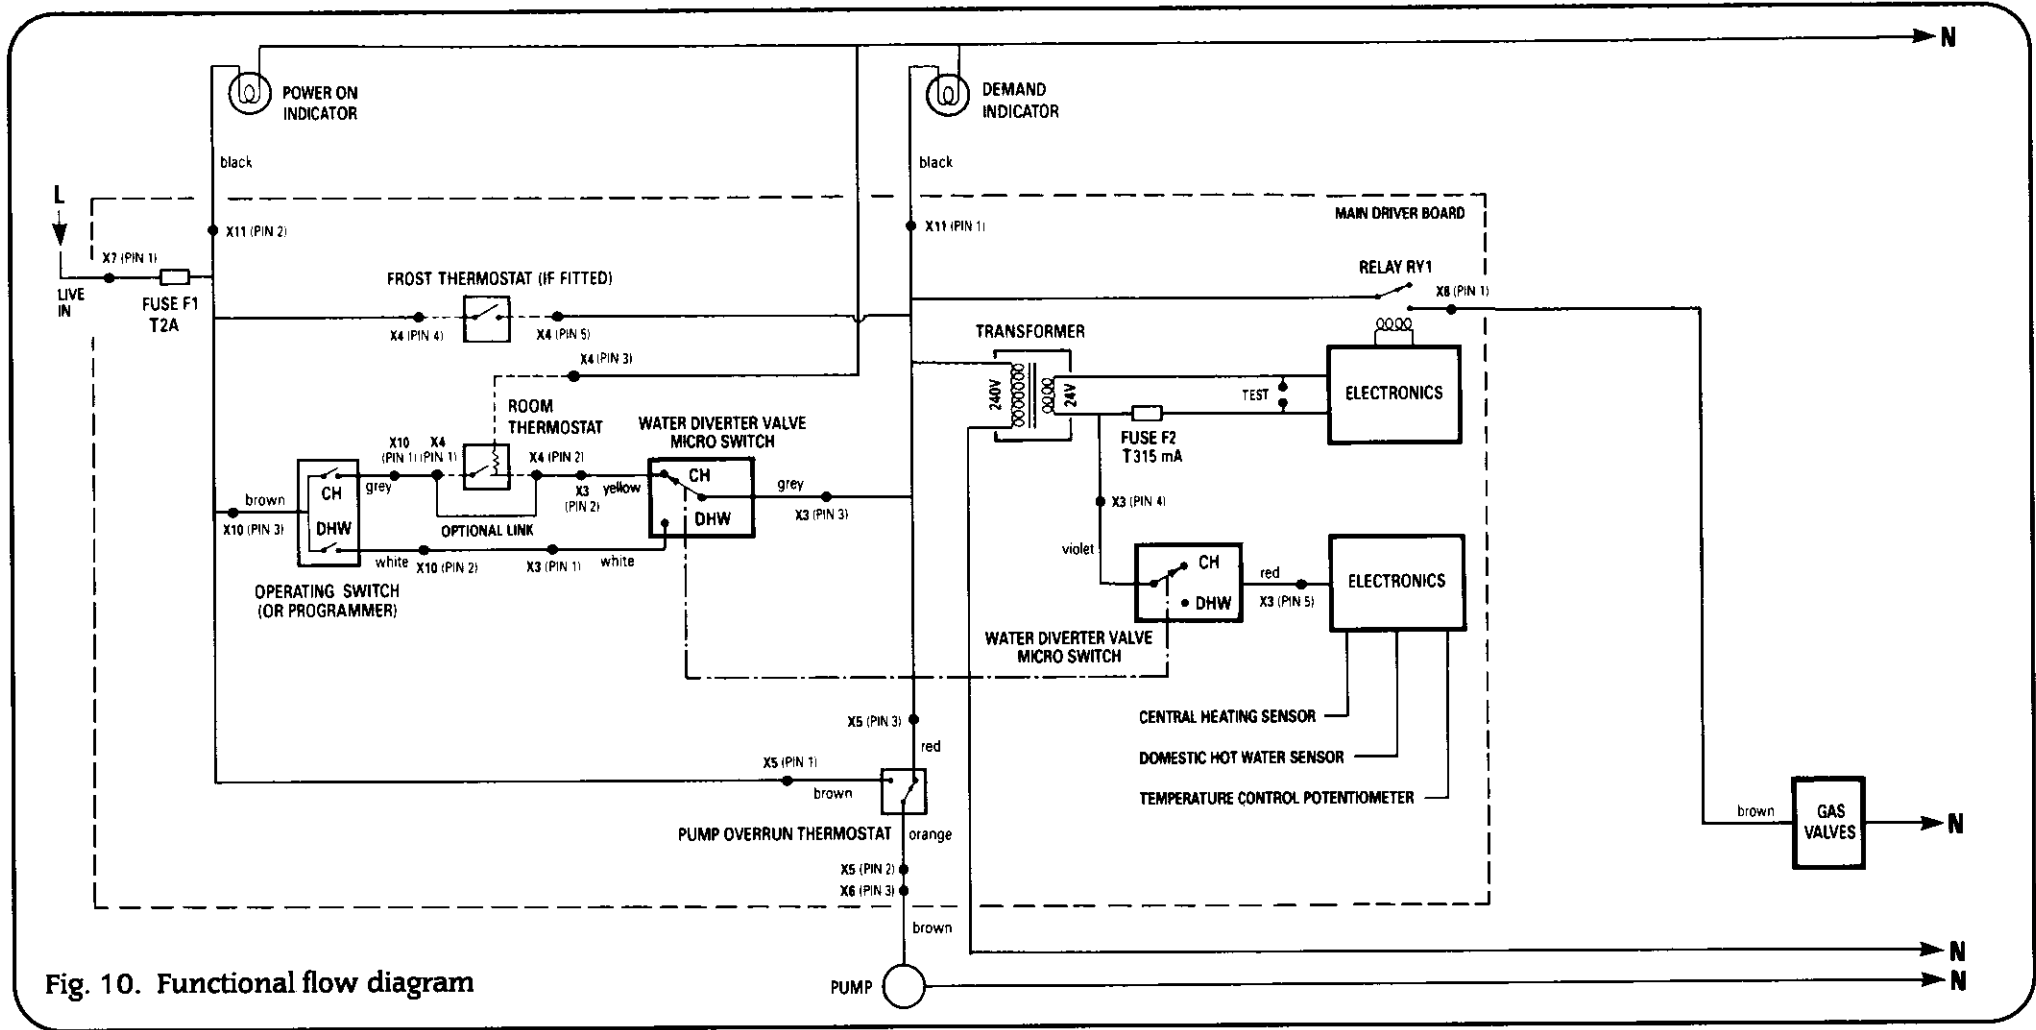 N
POWER ON
INDICATOR
DEMAND
INDICATOR
black
black
L
MAIN DRIVER BOARD
X11 (PIN 2)
X11 (PIN 1)
X7 (PIN 1)
LIVE
IN
FUSE F1
T2A
FROST THERMOSTAT (IF FITTED)
X4 (PIN 4)
X4 (PIN 5)
RELAY RY1
X8 (PIN 1)
TRANSFORMER
240V
24V
X4 (PIN 3)
TEST
ELECTRONICS
ROOM
THERMOSTAT
WATER DIVERTER VALVE
MICRO SWITCH
FUSE F2
T315 mA
X10
(PIN 1)
X4
(PIN 1)
X4 (PIN 2)
grey
CH
DHW
X3
(PIN 2)
yellow
CH
DHW
grey
X3 (PIN 3)
brown
X10 (PIN 3)
OPTIONAL LINK
white
X10 (PIN 2)
X3 (PIN 1)
white
OPERATING SWITCH
(OR PROGRAMMER)
X3 (PIN 4)
violet
CH
DHW
red
X3 (PIN 5)
ELECTRONICS
WATER DIVERTER VALVE
MICRO SWITCH
CENTRAL HEATING SENSOR
DOMESTIC HOT WATER SENSOR
TEMPERATURE CONTROL POTENTIOMETER
X5 (PIN 3)
red
X5 (PIN 1)
brown
PUMP OVERRUN THERMOSTAT
orange
X5 (PIN 2)
X6 (PIN 3)
brown
brown
GAS
VALVES
N
N
PUMP
N
Fig. 10. Functional flow diagram